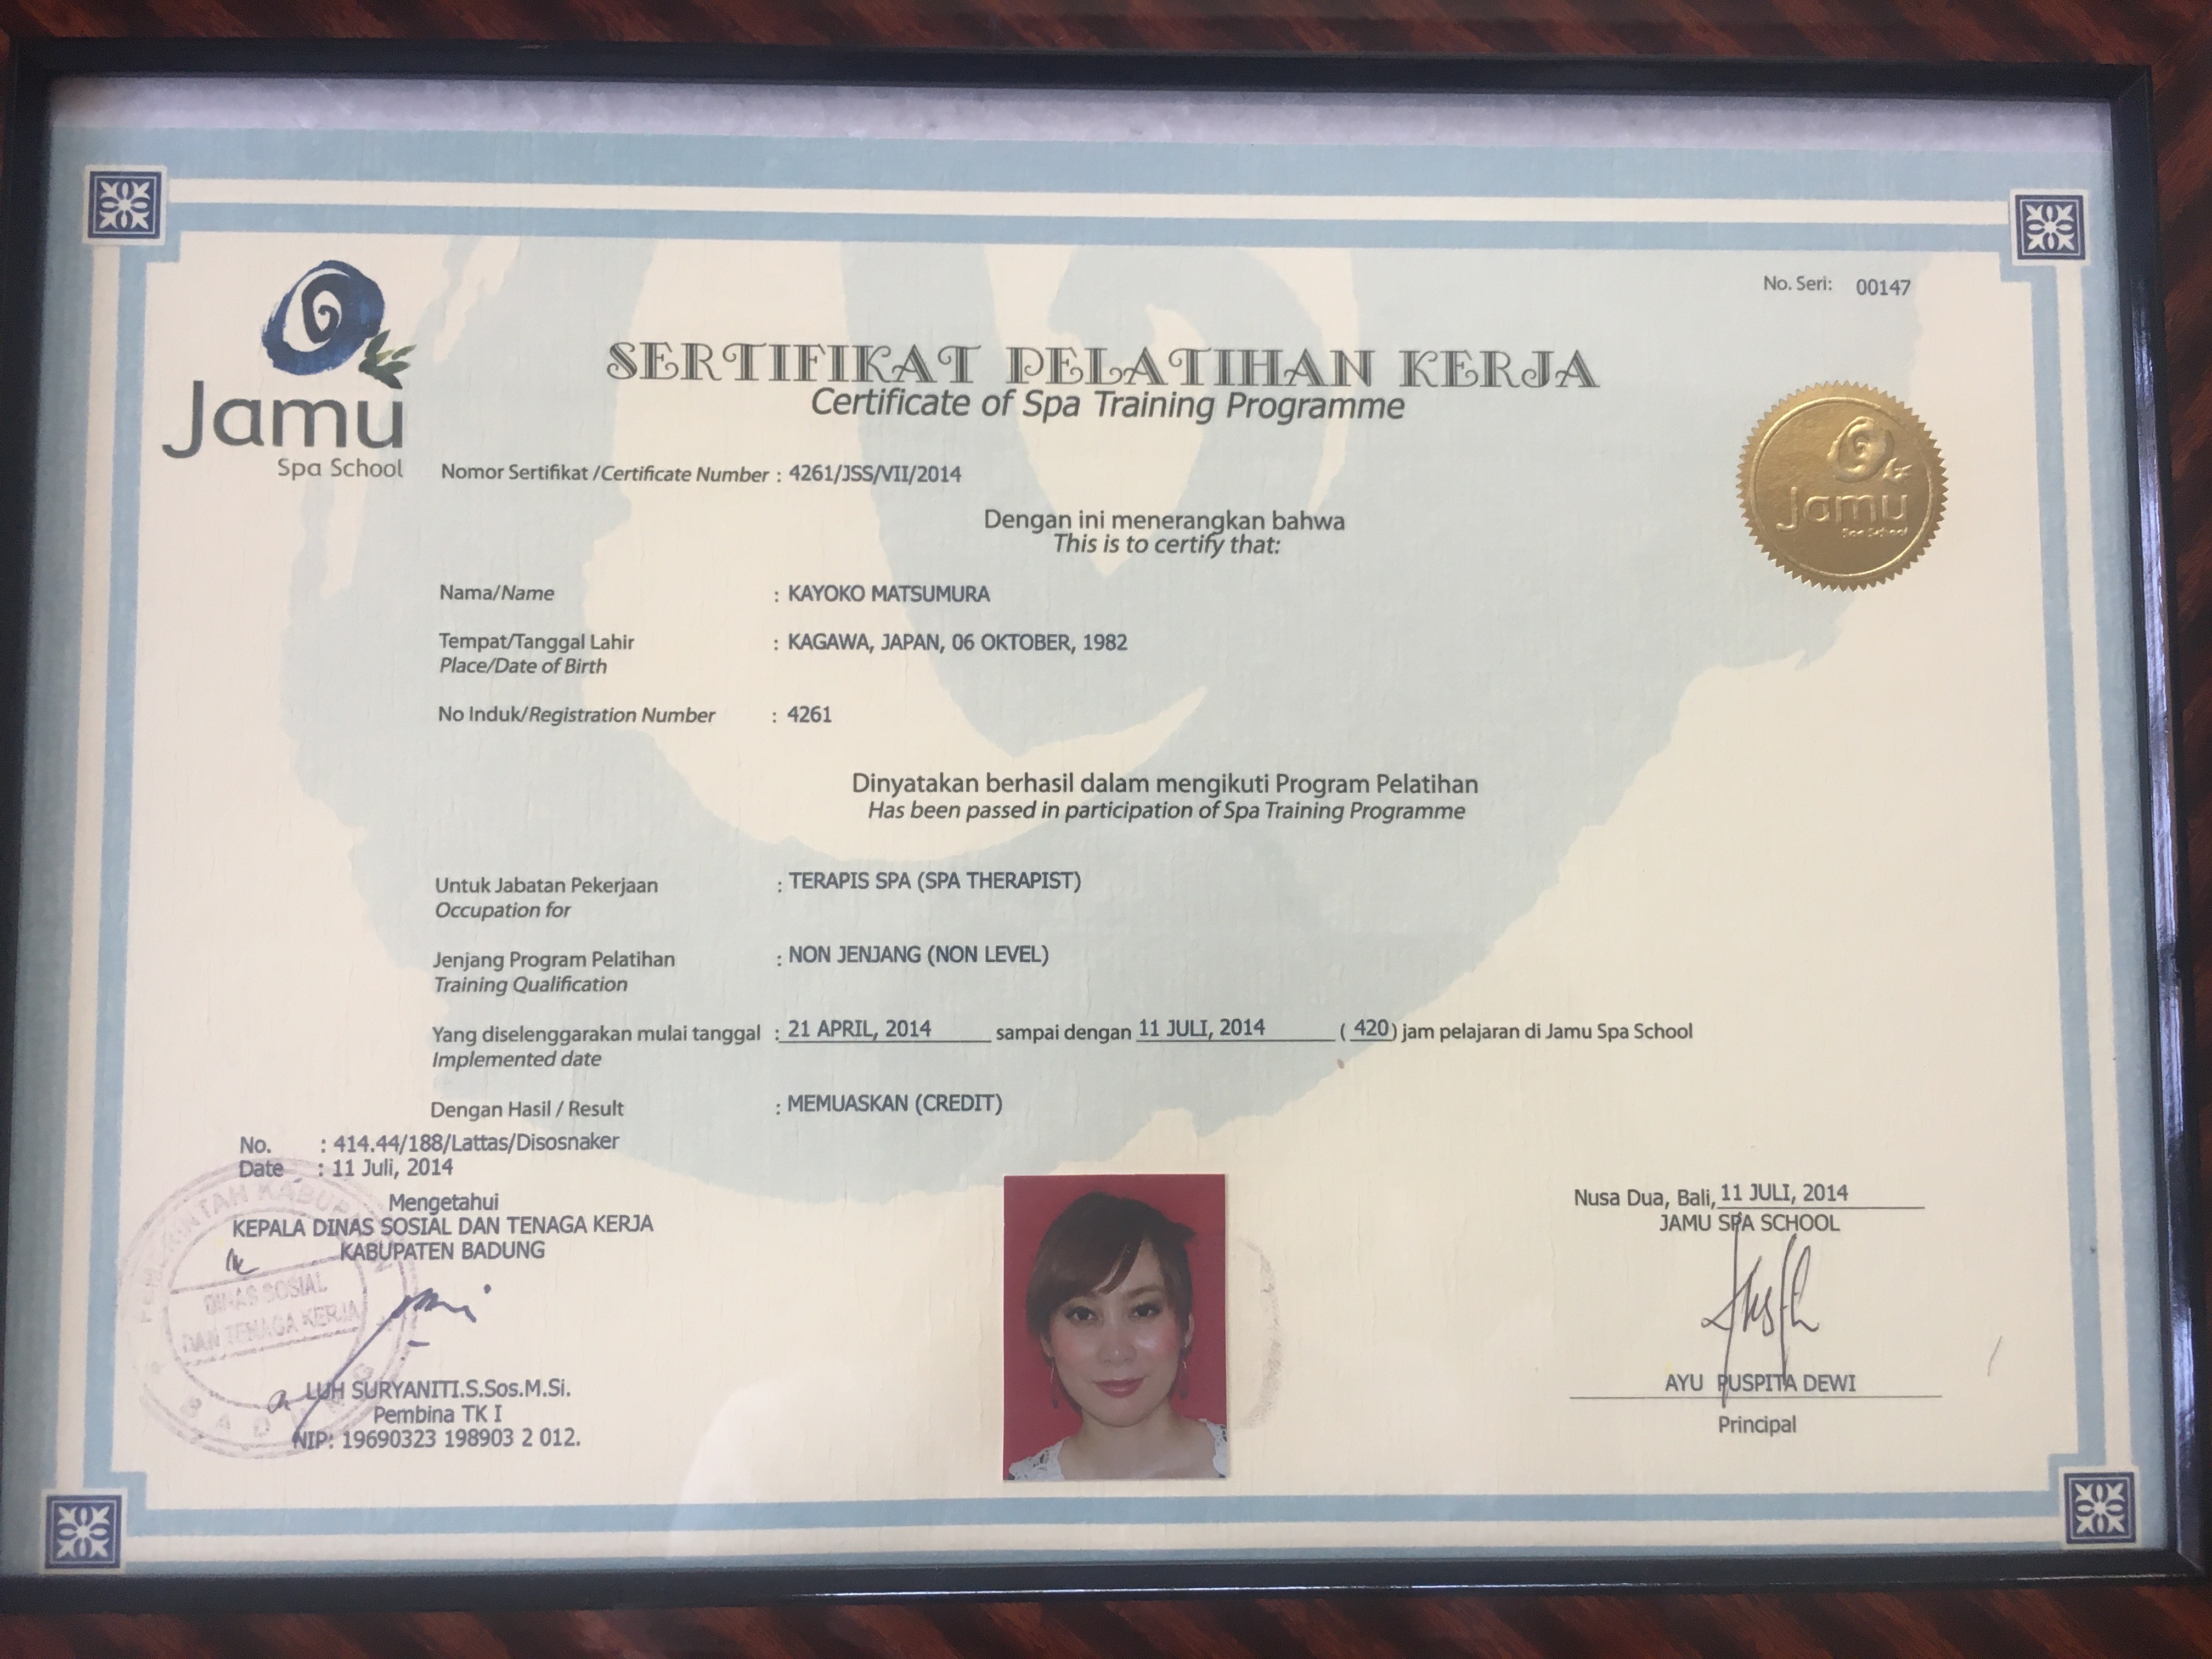 No. Seri: 00147
Jamu
Spa School
SERTIFIKAT PELATIHAN KERJA
Certificate of Spa Training Programme
Jamu
Spa School
Nomor Sertifikat /Certificate Number : 4261/JSS/VII/2014
Dengan ini menerangkan bahwa
This is to certify that:
Nama/Name : KAYOKO MATSUMURA
Tempat/Tanggal Lahir : KAGAWA, JAPAN, 06 OKTOBER, 1982
Place/Date of Birth
No Induk/Registration Number : 4261
Dinyatakan berhasil dalam mengikuti Program Pelatihan
Has been passed in participation of Spa Training Programme
Untuk Jabatan Pekerjaan : TERAPIS SPA (SPA THERAPIST)
Occupation for
Jenjang Program Pelatihan : NON JENJANG (NON LEVEL)
Training Qualification
Yang diselenggarakan mulai tanggal : 21 APRIL, 2014 sampai dengan 11 JULI, 2014 ( 420 ) jam pelajaran di Jamu Spa School
Implemented date
Dengan Hasil / Result : MEMUASKAN (CREDIT)
No. : 414.44/188/Lattas/Disosnaker
Date : 11 Juli, 2014
Mengetahui
KEPALA DINAS SOSIAL DAN TENAGA KERJA
KABUPATEN BADUNG
DINAS SOSIAL
DAN TENAGA KERJA
BADUNG
LUH SURYANITI.S.Sos.M.Si.
Pembina TK I
NIP: 19690323 198903 2 012.
Nusa Dua, Bali, 11 JULI, 2014
JAMU SPA SCHOOL
AYU PUSPITA DEWI
Principal